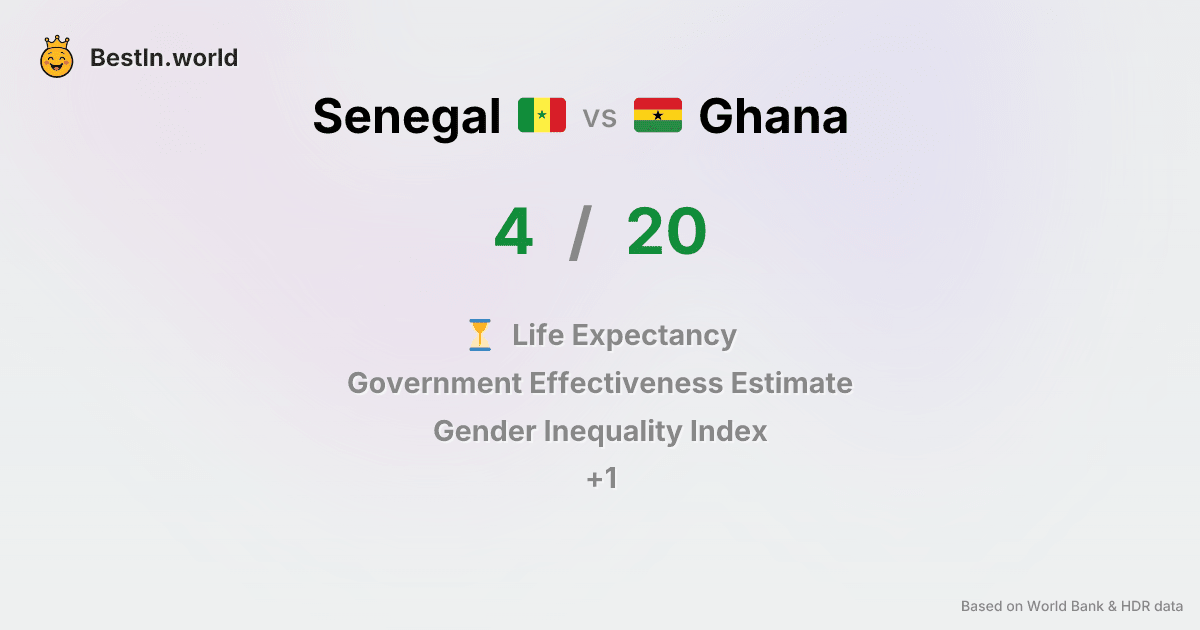 BestIn.world
Senegal vs Ghana
4 / 20
Life Expectancy
Government Effectiveness Estimate
Gender Inequality Index
+1
Based on World Bank & HDR data